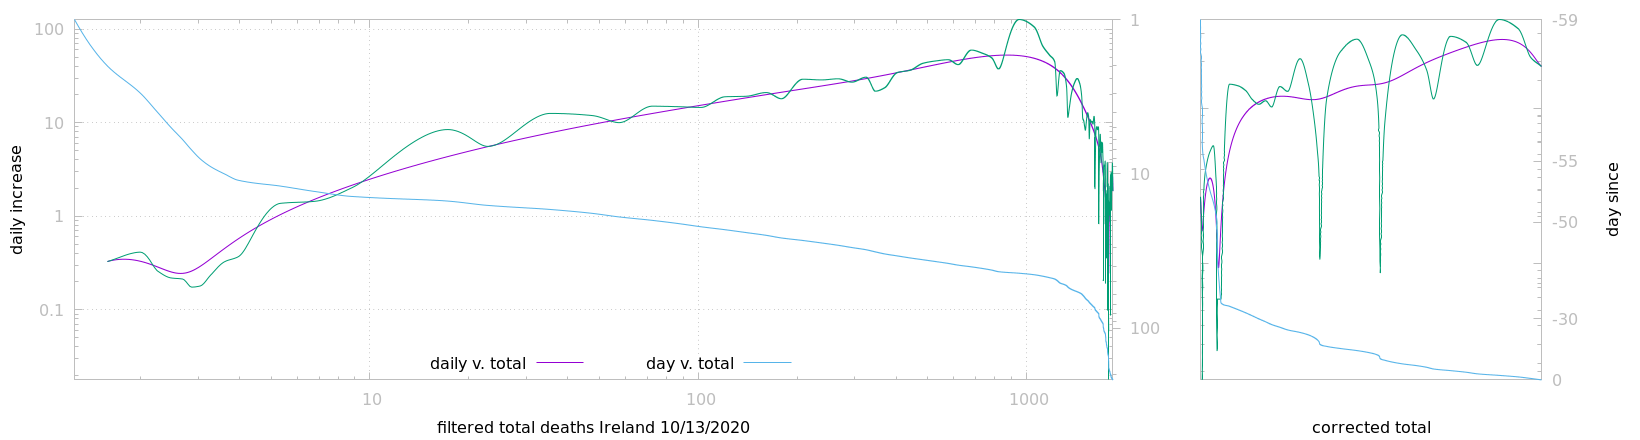 100
10
1
0.1
daily increase
daily v. total
day v. total
10
100
1000
filtered total deaths Ireland 10/13/2020
1
10
100
-59
-55
-50
-30
0
day since
corrected total